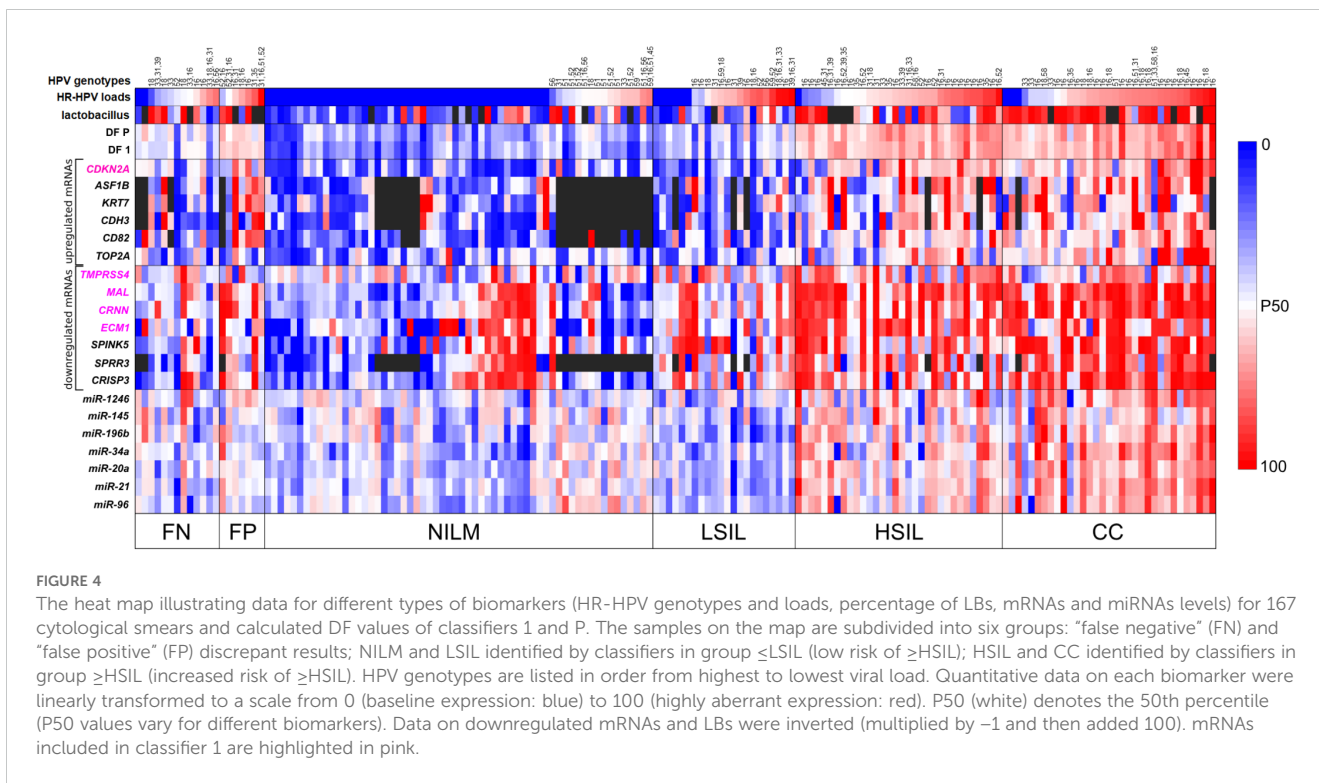 HPV genotypes
HR-HPV loads
lactobacillus
DF P
DF 1
upregulated mRNAs
CDKN2A
ASF1B
KRT7
CDH3
CD82
TOP2A
downregulated mRNAs
TMPRSS4
MAL
CRNN
ECM1
SPINK5
SPRR3
CRISP3
miR-1246
miR-145
miR-196b
miR-34a
miR-20a
miR-21
miR-96
FN FP NILM LSIL HSIL CC
0
P50
100
FIGURE 4
The heat map illustrating data for different types of biomarkers (HR-HPV genotypes and loads, percentage of LBs, mRNAs and miRNAs levels) for 167
cytological smears and calculated DF values of classifiers 1 and P. The samples on the map are subdivided into six groups: “false negative” (FN) and
“false positive” (FP) discrepant results; NILM and LSIL identified by classifiers in group ≤LSIL (low risk of ≥HSIL); HSIL and CC identified by classifiers in
group ≥HSIL (increased risk of ≥HSIL). HPV genotypes are listed in order from highest to lowest viral load. Quantitative data on each biomarker were
linearly transformed to a scale from 0 (baseline expression: blue) to 100 (highly aberrant expression: red). P50 (white) denotes the 50th percentile
(P50 values vary for different biomarkers). Data on downregulated mRNAs and LBs were inverted (multiplied by –1 and then added 100). mRNAs
included in classifier 1 are highlighted in pink.